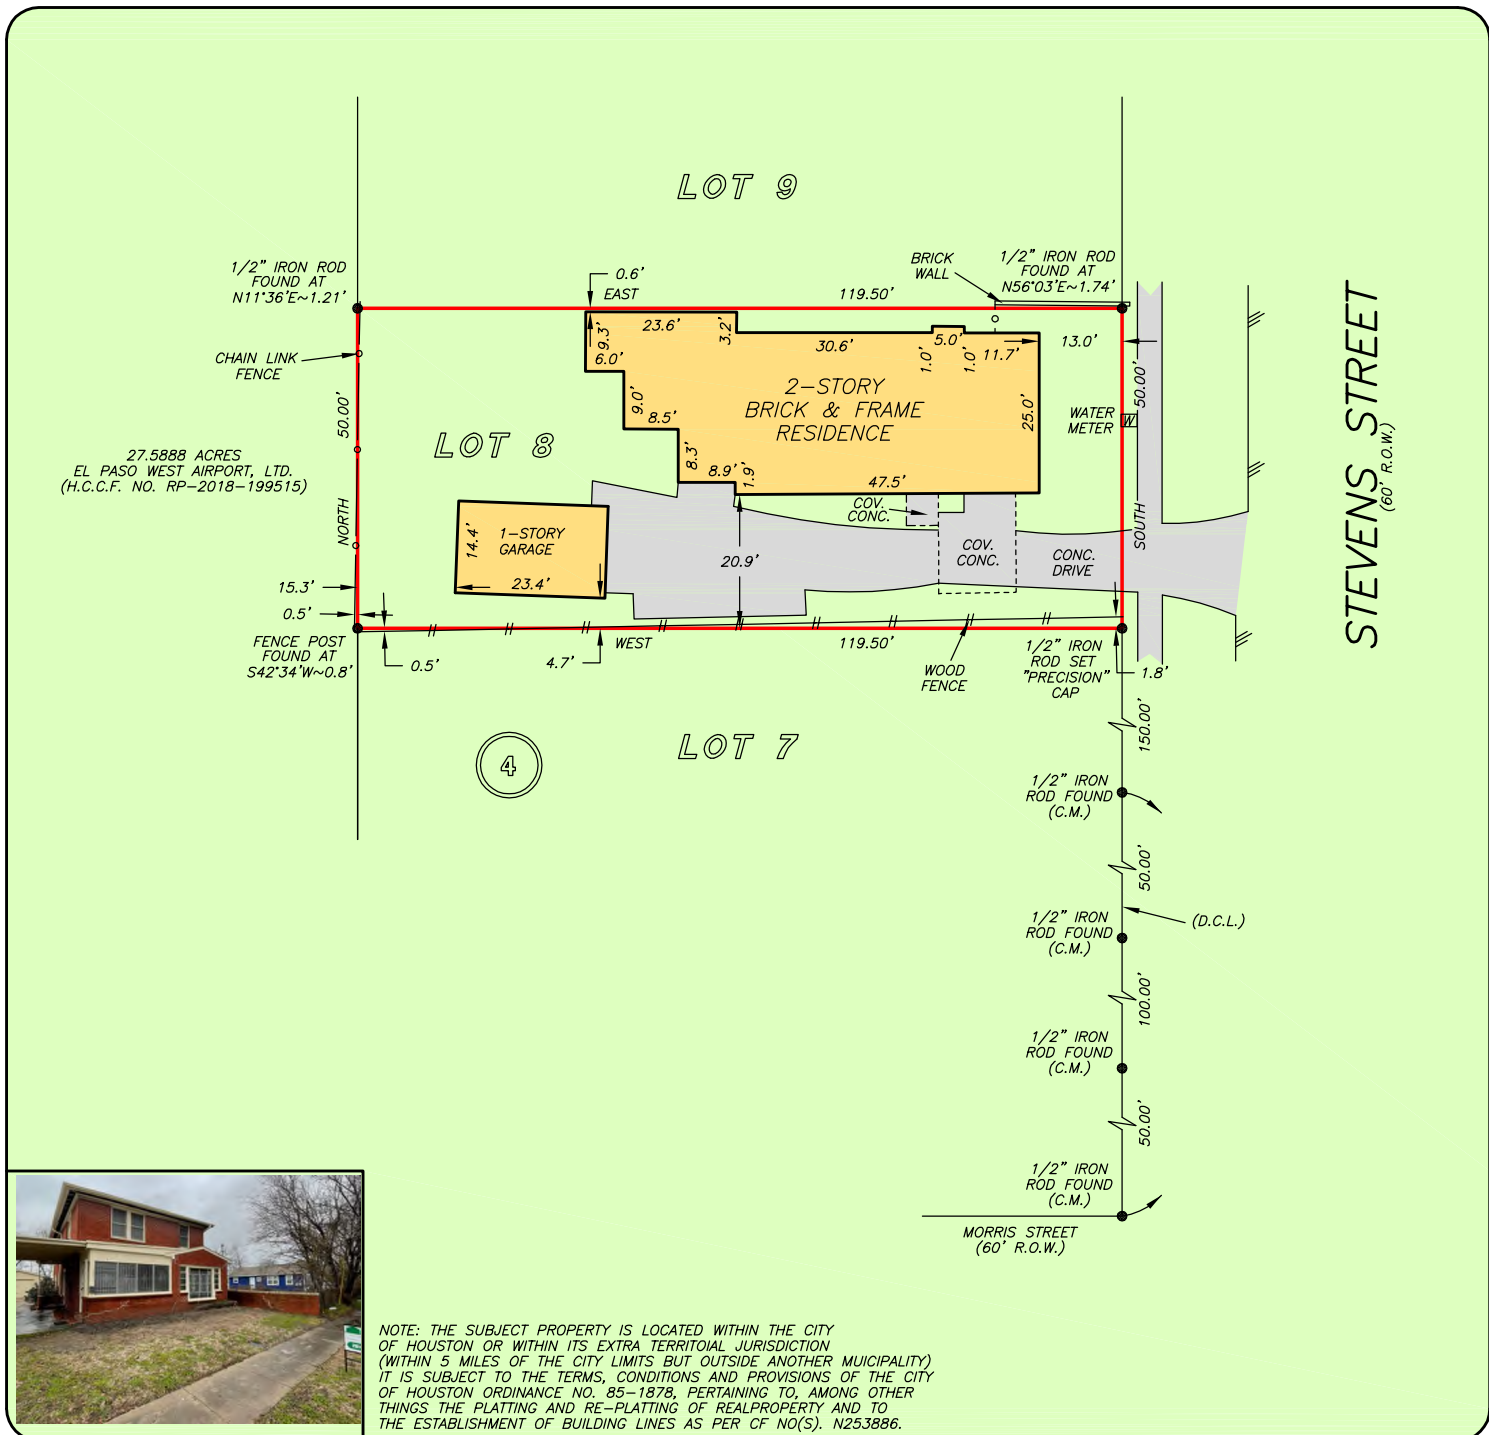 LOT 9
1/2" IRON ROD
FOUND AT
N11°36'E~1.21'
0.6'
EAST
119.50'
BRICK
WALL
1/2" IRON ROD
FOUND AT
N56°03'E~1.74'
CHAIN LINK
FENCE
50.00'
NORTH
27.5888 ACRES
EL PASO WEST AIRPORT, LTD.
(H.C.C.F. NO. RP-2018-199515)
LOT 8
23.6'
9.3'
3.2'
6.0'
30.6'
5.0'
1.0'
1.0'
11.7'
13.0'
9.0'
8.5'
2-STORY
BRICK & FRAME
RESIDENCE
25.0'
WATER
METER
W
50.00'
SOUTH
STEVENS STREET
(60' R.O.W.)
8.3'
8.9'
1.9'
47.5'
COV.
CONC.
14.4'
1-STORY
GARAGE
23.4'
20.9'
COV.
CONC.
CONC.
DRIVE
15.3'
0.5'
FENCE POST
FOUND AT
S42°34'W~0.8'
0.5'
4.7'
WEST
119.50'
WOOD
FENCE
1/2" IRON
ROD SET
"PRECISION"
CAP
1.8'
LOT 7
4
150.00'
1/2" IRON
ROD FOUND
(C.M.)
50.00'
1/2" IRON
ROD FOUND
(C.M.)
(D.C.L.)
100.00'
1/2" IRON
ROD FOUND
(C.M.)
50.00'
1/2" IRON
ROD FOUND
(C.M.)
MORRIS STREET
(60' R.O.W.)
NOTE: THE SUBJECT PROPERTY IS LOCATED WITHIN THE CITY
OF HOUSTON OR WITHIN ITS EXTRA TERRITOIAL JURISDICTION
(WITHIN 5 MILES OF THE CITY LIMITS BUT OUTSIDE ANOTHER MUICIPALITY)
IT IS SUBJECT TO THE TERMS, CONDITIONS AND PROVISIONS OF THE CITY
OF HOUSTON ORDINANCE NO. 85-1878, PERTAINING TO, AMONG OTHER
THINGS THE PLATTING AND RE-PLATTING OF REALPROPERTY AND TO
THE ESTABLISHMENT OF BUILDING LINES AS PER CF NO(S). N253886.